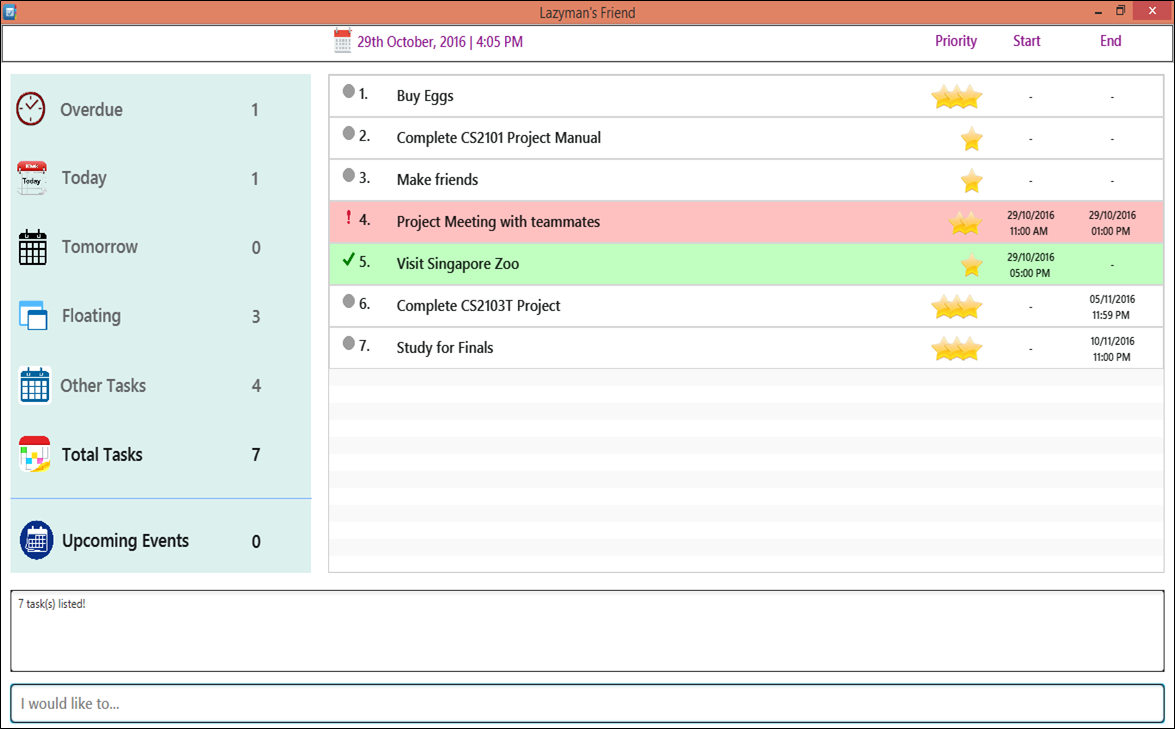 Lazyman's Friend
29th October, 2016 | 4:05 PM Priority Start End
Overdue 1
Today
Today 1
Tomorrow 0
Floating 3
Other Tasks 4
Total Tasks 7
Upcoming Events 0
1. Buy Eggs - -
2. Complete CS2101 Project Manual - -
3. Make friends - -
! 4. Project Meeting with teammates 29/10/2016 11:00 AM 29/10/2016 01:00 PM
5. Visit Singapore Zoo 29/10/2016 05:00 PM -
6. Complete CS2103T Project - 05/11/2016 11:59 PM
7. Study for Finals - 10/11/2016 11:00 PM
7 task(s) listed!
I would like to...